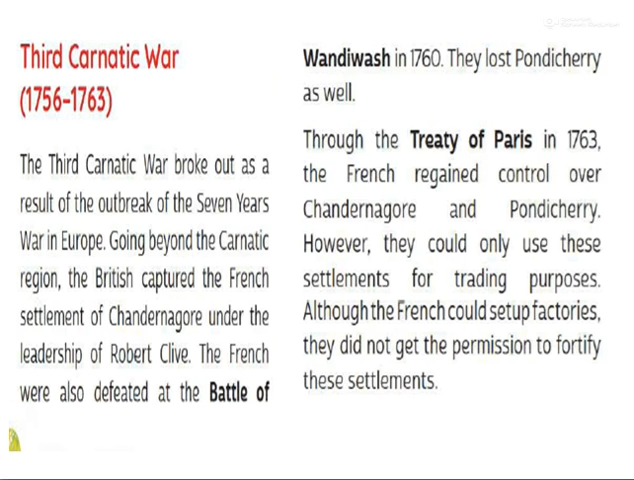 Third Carnatic War
(1756-1763)
The Third Carnatic War broke out as a
result of the outbreak of the Seven Years
War in Europe. Going beyond the Carnatic
region, the British captured the French
settlement of Chandernagore under the
leadership of Robert Clive. The French
were also defeated at the Battle of
Wandiwash in 1760. They lost Pondicherry
as well.
Through the Treaty of Paris in 1763,
the French regained control over
Chandernagore and Pondicherry.
However, they could only use these
settlements for trading purposes.
Although the French could setup factories,
they did not get the permission to fortify
these settlements.